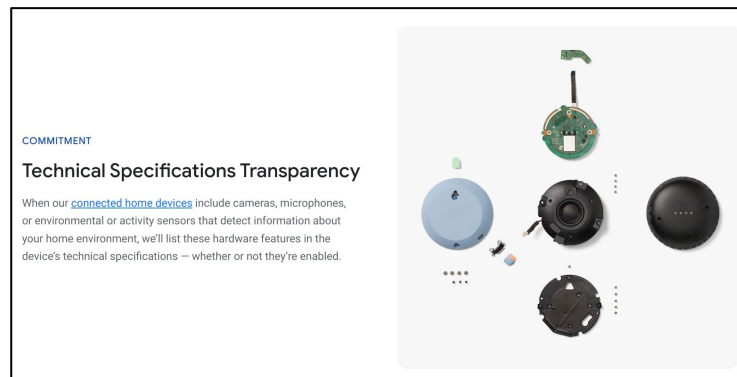 COMMITMENT
Technical Specifications Transparency
When our connected home devices include cameras, microphones,
or environmental or activity sensors that detect information about
your home environment, we’ll list these hardware features in the
device’s technical specifications — whether or not they’re enabled.